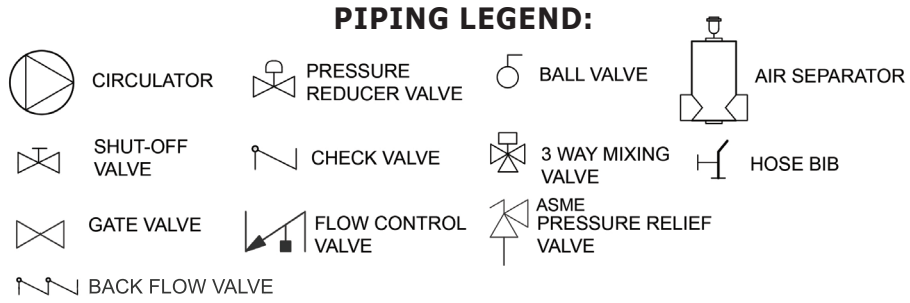 PIPING LEGEND:
CIRCULATOR
PRESSURE
REDUCER VALVE
BALL VALVE
AIR SEPARATOR
SHUT-OFF
VALVE
CHECK VALVE
3 WAY MIXING
VALVE
HOSE BIB
GATE VALVE
FLOW CONTROL
VALVE
ASME
PRESSURE RELIEF
VALVE
BACK FLOW VALVE